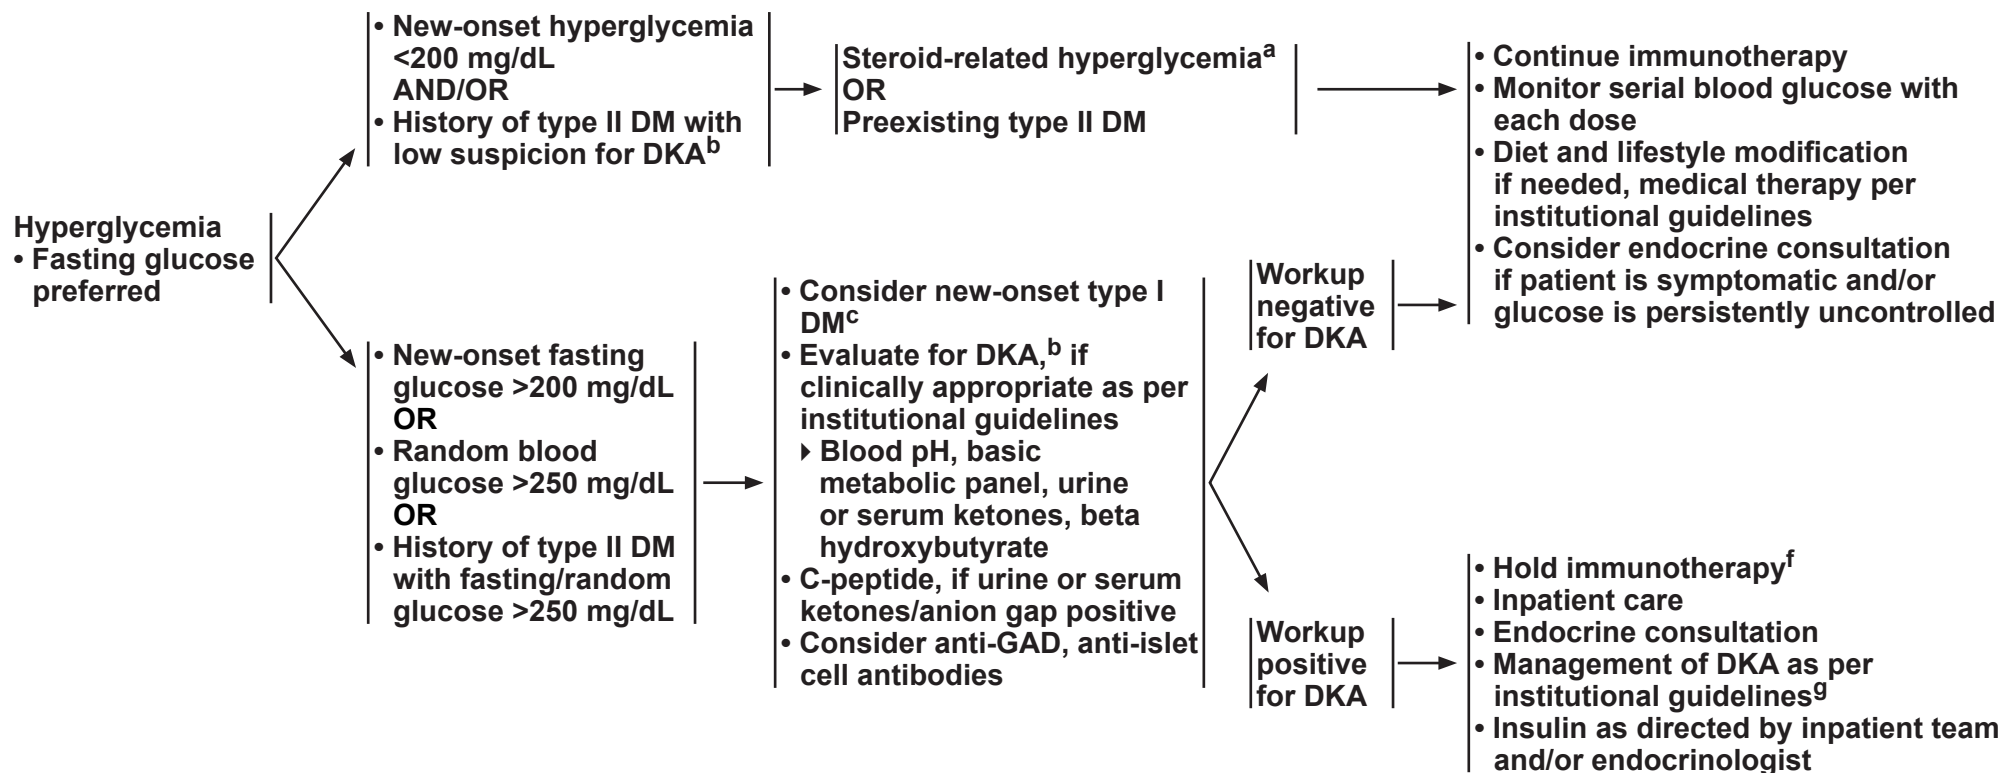 Hyperglycemia
• Fasting glucose
preferred
• New-onset hyperglycemia
<200 mg/dL
AND/OR
• History of type II DM with
low suspicion for DKAb
Steroid-related hyperglycemiaa
OR
Preexisting type II DM
• Continue immunotherapy
• Monitor serial blood glucose with
each dose
• Diet and lifestyle modification
if needed, medical therapy per
institutional guidelines
• Consider endocrine consultation
if patient is symptomatic and/or
glucose is persistently uncontrolled
• New-onset fasting
glucose >200 mg/dL
OR
• Random blood
glucose >250 mg/dL
OR
• History of type II DM
with fasting/random
glucose >250 mg/dL
• Consider new-onset type I
DMc
• Evaluate for DKA,b if
clinically appropriate as per
institutional guidelines
▸ Blood pH, basic
metabolic panel, urine
or serum ketones, beta
hydroxybutyrate
• C-peptide, if urine or serum
ketones/anion gap positive
• Consider anti-GAD, anti-islet
cell antibodies
Workup
negative
for DKA
Workup
positive
for DKA
• Hold immunotherapyf
• Inpatient care
• Endocrine consultation
• Management of DKA as per
institutional guidelinesg
• Insulin as directed by inpatient team
and/or endocrinologist